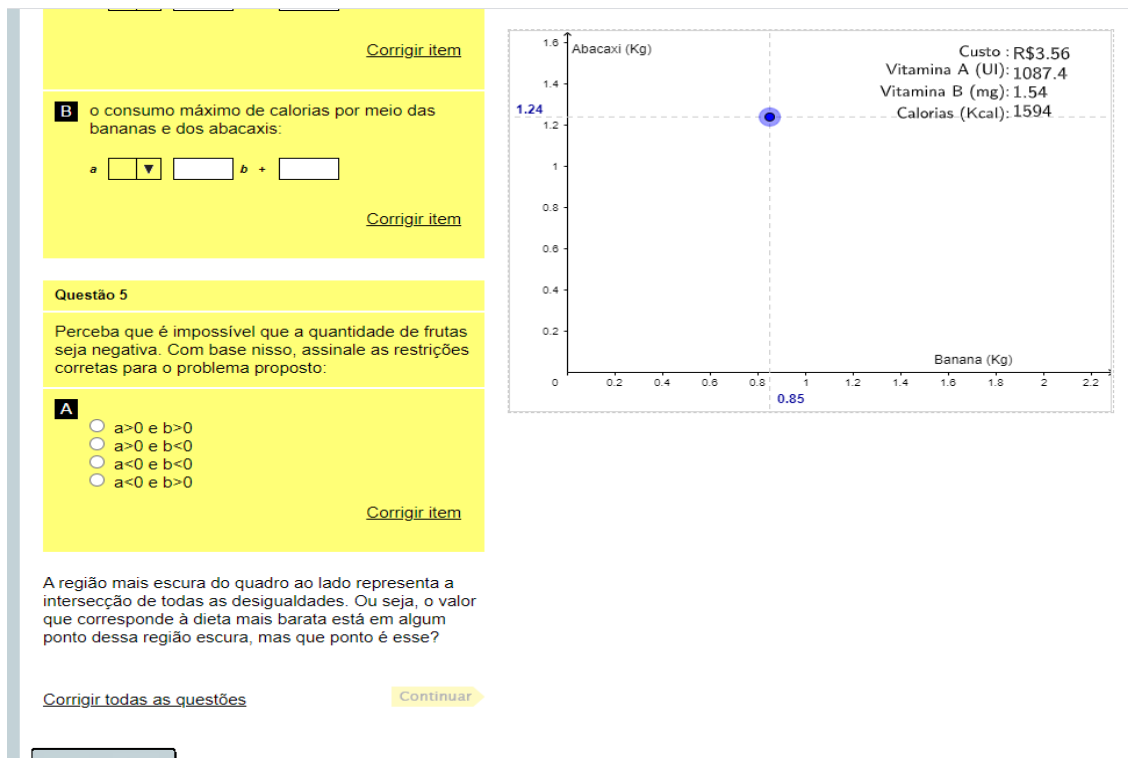 Corrigir item
B o consumo máximo de calorias por meio das
bananas e dos abacaxis:
a ▼ b +
Corrigir item
Questão 5
Perceba que é impossível que a quantidade de frutas
seja negativa. Com base nisso, assinale as restrições
corretas para o problema proposto:
A
a>0 e b>0
a>0 e b<0
a<0 e b<0
a<0 e b>0
Corrigir item
A região mais escura do quadro ao lado representa a
intersecção de todas as desigualdades. Ou seja, o valor
que corresponde à dieta mais barata está em algum
ponto dessa região escura, mas que ponto é esse?
Corrigir todas as questões
Continuar
Abacaxi (Kg)
Custo : R$3.56
Vitamina A (UI): 1087.4
Vitamina B (mg): 1.54
Calorias (Kcal): 1594
1.6
1.4
1.24
1.2
1
0.8
0.6
0.4
0.2
Banana (Kg)
0 0.2 0.4 0.6 0.8 1 1.2 1.4 1.6 1.8 2 2.2
0.85